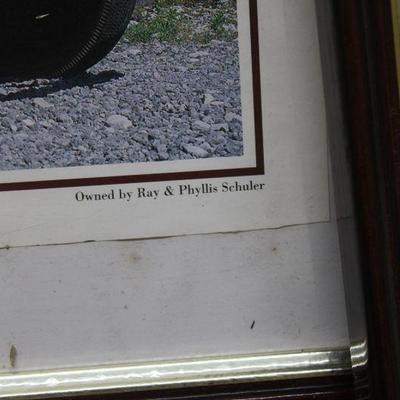 Owned by Ray & Phyllis Schuler